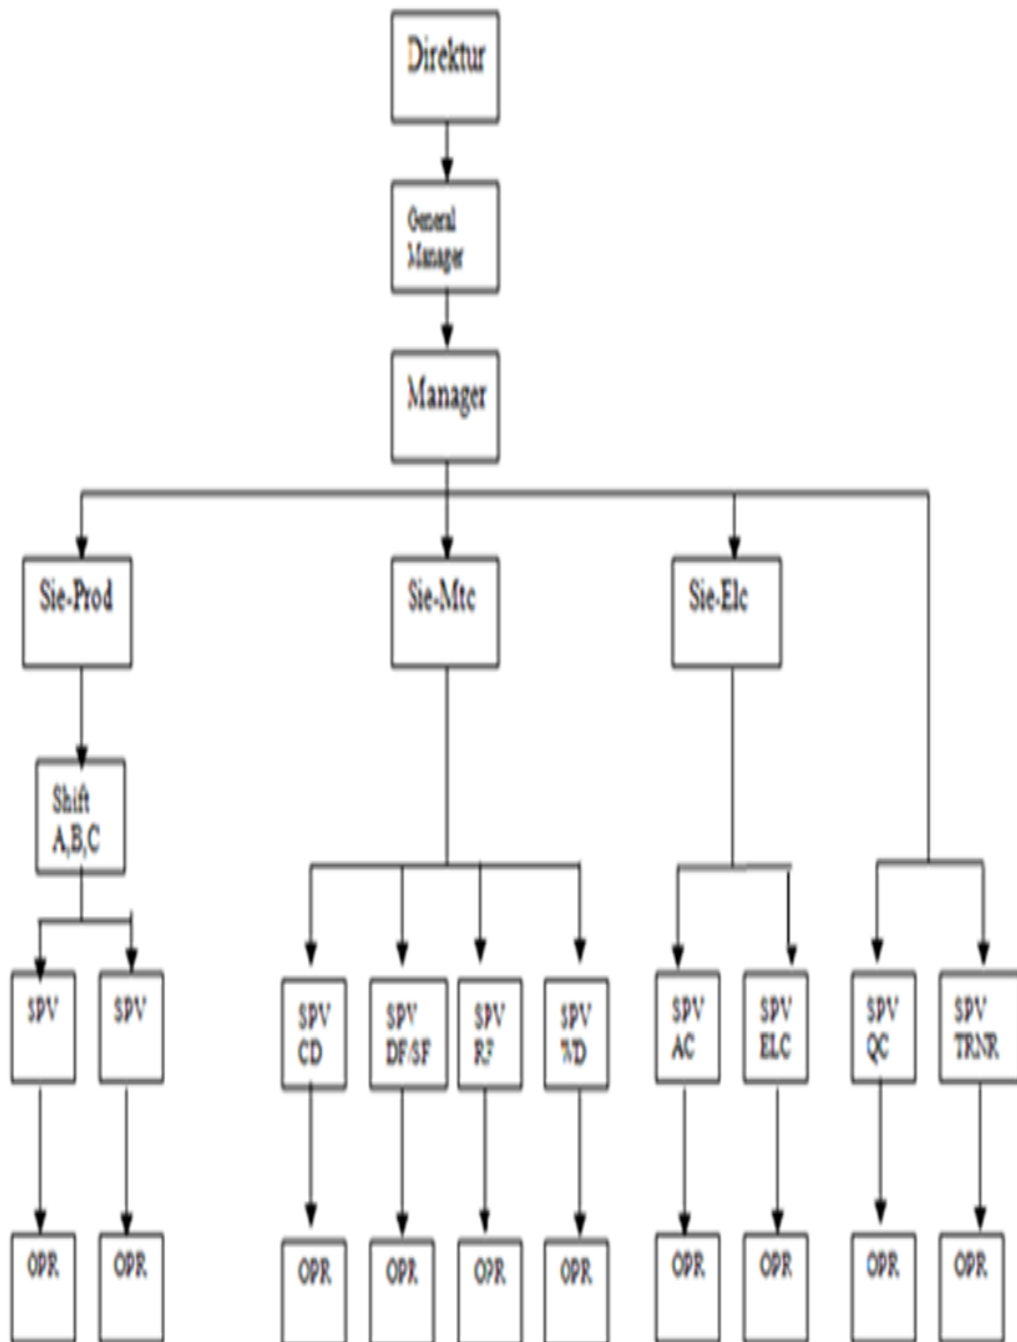 Direktur
General
Manager
Manager
Sie-Prod
Sie-Mtc
Sie-Elc
Shift
A,B,C
SPV
SPV
SPV
CD
SPV
DF/SF
SPV
RF
SPV
WD
SPV
AC
SPV
ELC
SPV
QC
SPV
TRNR
OPR
OPR
OPR
OPR
OPR
OPR
OPR
OPR
OPR
OPR